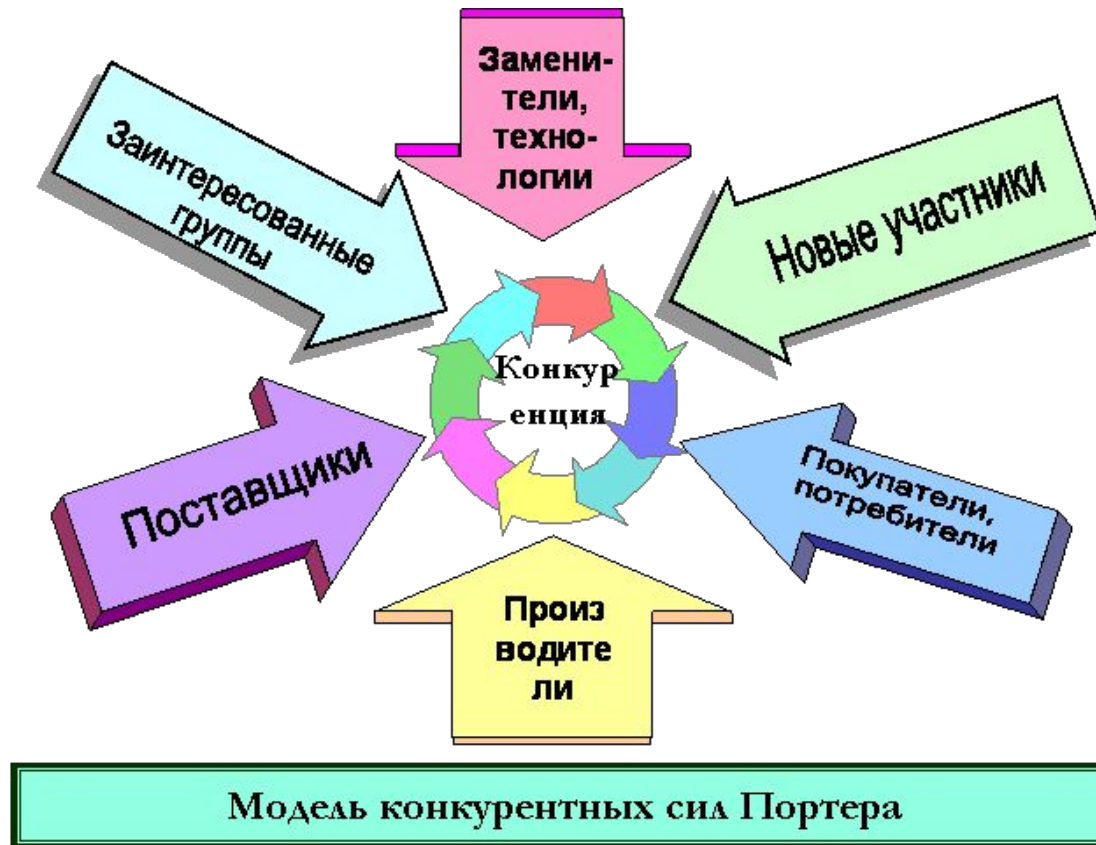 Замени-
тели,
техно-
логии
Заинтересованные
группы
Новые участники
Конкур
енция
Поставщики
Покупатели,
потребители
Произ
водите
ли
Модель конкурентных сил Портера